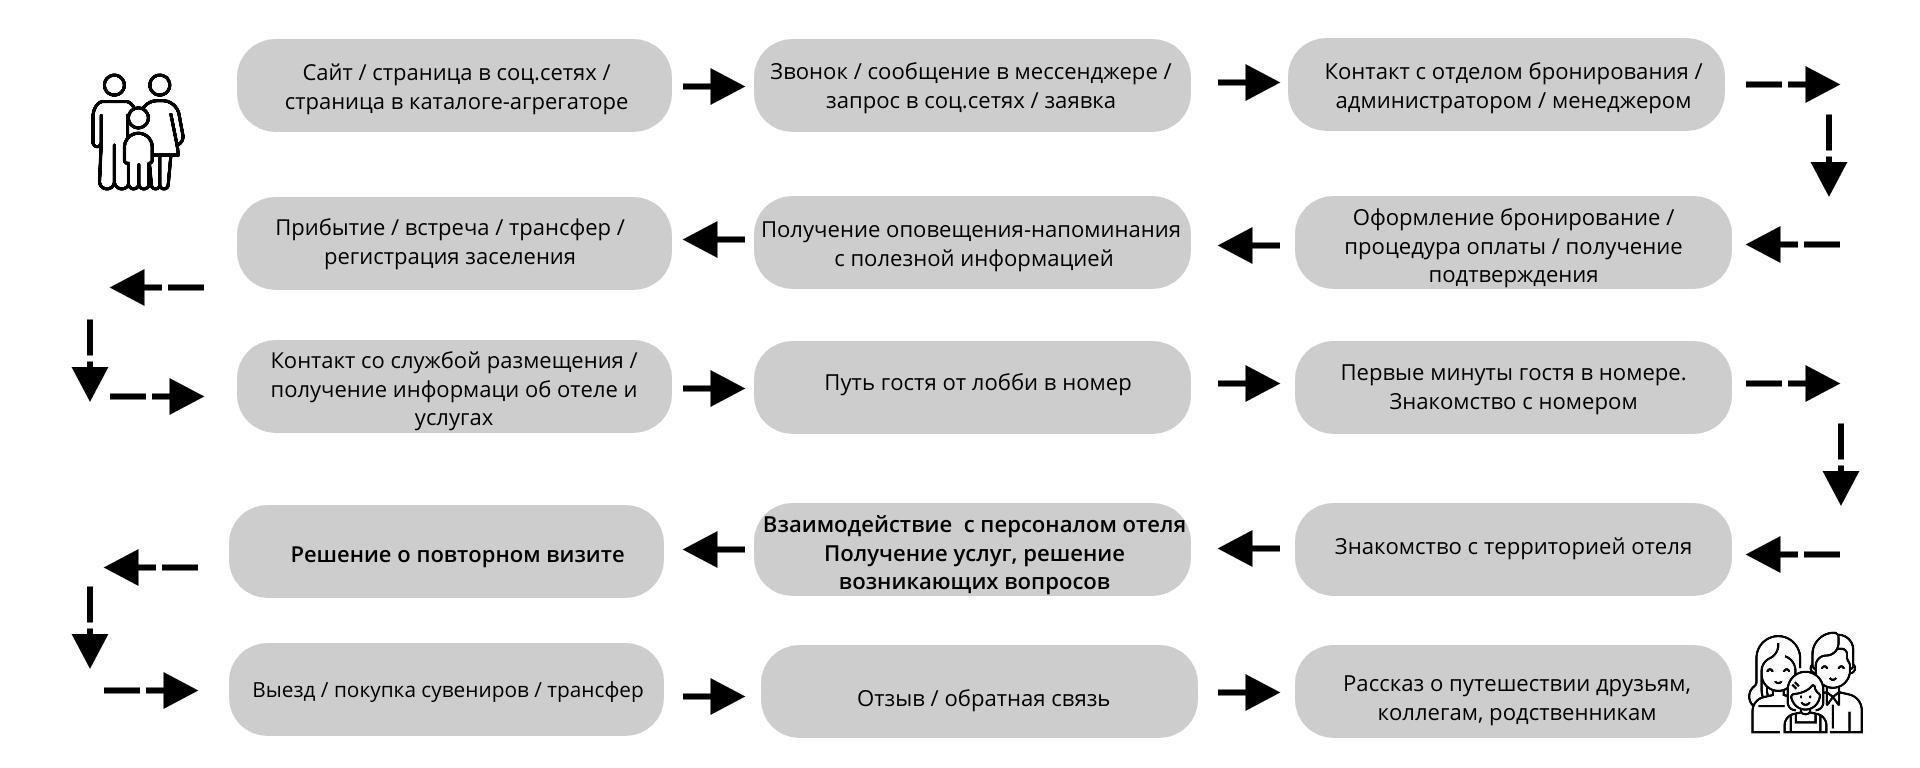 Сайт / страница в соц.сетях /
страница в каталоге-агрегаторе
Звонок / сообщение в мессенджере /
запрос в соц.сетях / заявка
Контакт с отделом бронирования /
администратором / менеджером
Оформление бронирование /
процедура оплаты / получение
подтверждения
Получение оповещения-напоминания
с полезной информацией
Прибытие / встреча / трансфер /
регистрация заселения
Контакт со службой размещения /
получение информаци об отеле и
услугах
Путь гостя от лобби в номер
Первые минуты гостя в номере.
Знакомство с номером
Знакомство с территорией отеля
Взаимодействие  с персоналом отеля
Получение услуг, решение
возникающих вопросов
Решение о повторном визите
Выезд / покупка сувениров / трансфер
Отзыв / обратная связь
Рассказ о путешествии друзьям,
коллегам, родственникам